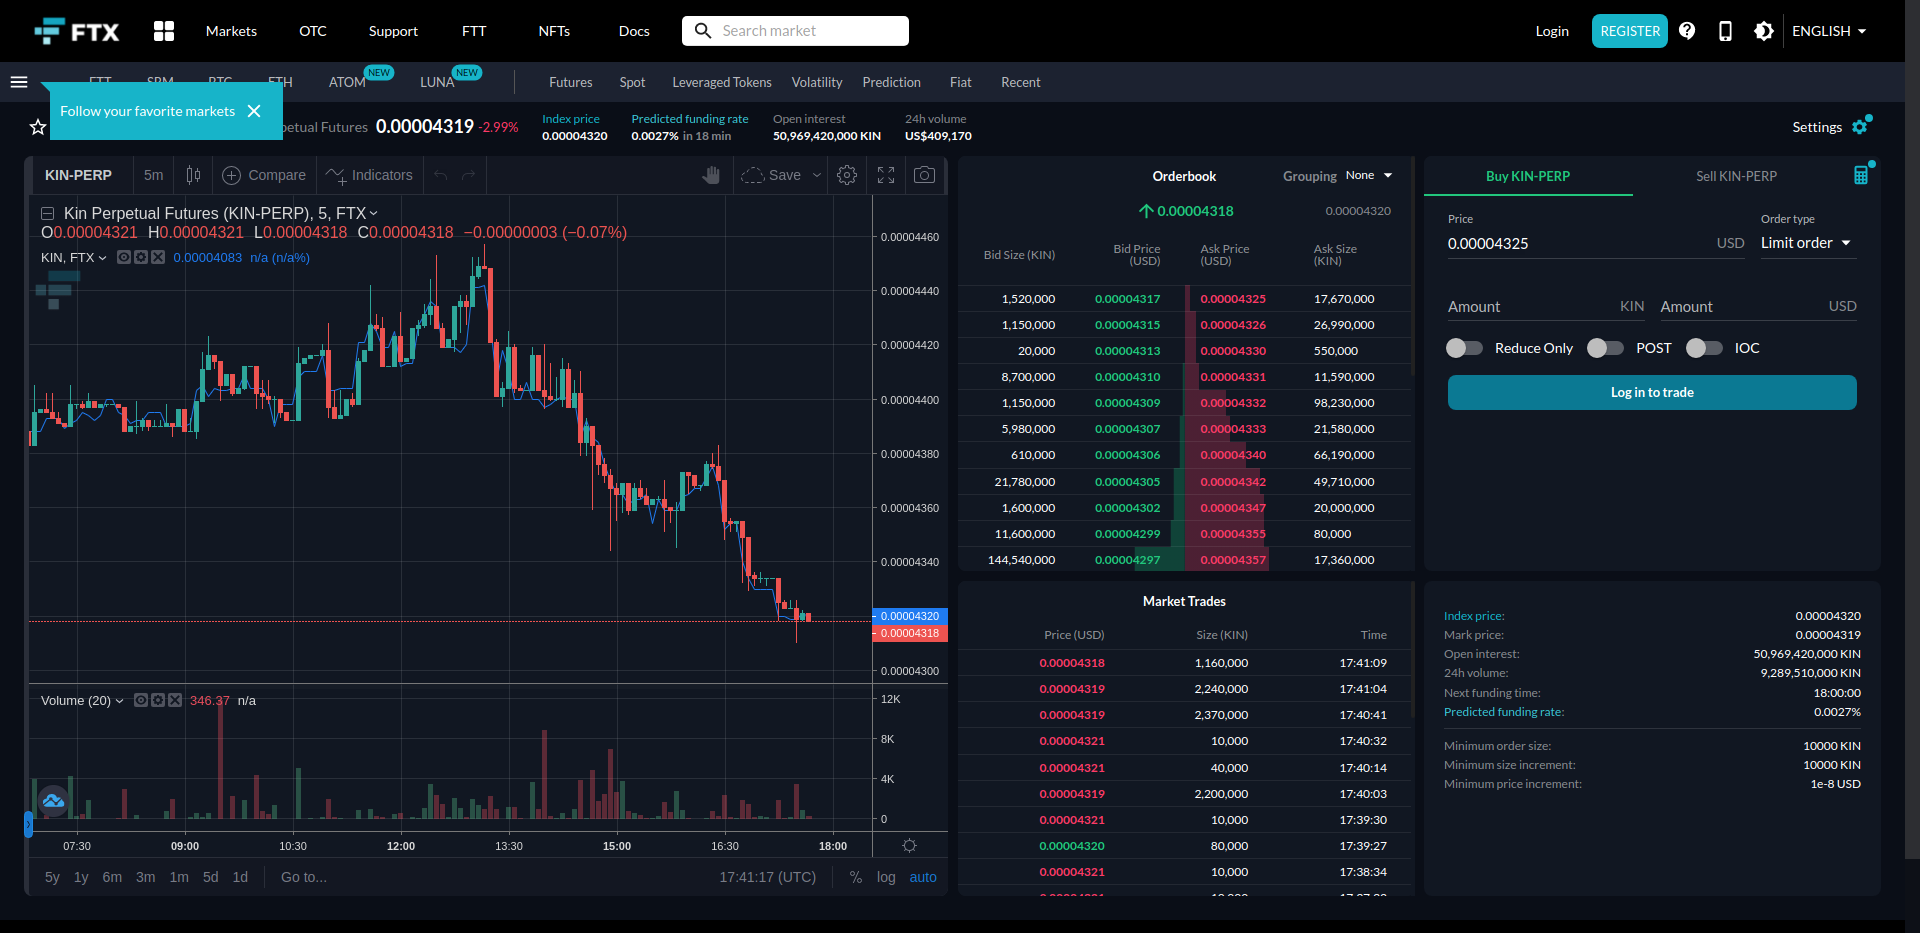 FTX Markets OTC Support FTT NFTs Docs Search market Login REGISTER ENGLISH
ATOM NEW LUNA NEW Futures Spot Leveraged Tokens Volatility Prediction Fiat Recent
Follow your favorite markets
Futures 0.00004319 -2.99%
Index price
0.00004320
Predicted funding rate
0.0027% in 18 min
Open interest
50,969,420,000 KIN
24h volume
US$409,170
Settings
KIN-PERP 5m Compare Indicators Save
Kin Perpetual Futures (KIN-PERP), 5, FTX
O0.00004321 H0.00004321 L0.00004318 C0.00004318 −0.00000003 (−0.07%)
KIN, FTX 0.00004083 n/a (n/a%)
0.00004460
0.00004440
0.00004420
0.00004400
0.00004380
0.00004360
0.00004340
0.00004320
0.00004318
0.00004300
Volume (20) 346.37 n/a
12K
8K
4K
0
07:30 09:00 10:30 12:00 13:30 15:00 16:30 18:00
5y 1y 6m 3m 1m 5d 1d Go to... 17:41:17 (UTC) % log auto
Orderbook Grouping None
0.00004318 0.00004320
Bid Size (KIN) Bid Price (USD) Ask Price (USD) Ask Size (KIN)
1,520,000 0.00004317 0.00004325 17,670,000
1,150,000 0.00004315 0.00004326 26,990,000
20,000 0.00004313 0.00004330 550,000
8,700,000 0.00004310 0.00004331 11,590,000
1,150,000 0.00004309 0.00004332 98,230,000
5,980,000 0.00004307 0.00004333 21,580,000
610,000 0.00004306 0.00004340 66,190,000
21,780,000 0.00004305 0.00004342 49,710,000
1,600,000 0.00004302 0.00004347 20,000,000
11,600,000 0.00004299 0.00004355 80,000
144,540,000 0.00004297 0.00004357 17,360,000
Market Trades
Price (USD) Size (KIN) Time
0.00004318 1,160,000 17:41:09
0.00004319 2,240,000 17:41:04
0.00004319 2,370,000 17:40:41
0.00004321 10,000 17:40:32
0.00004321 40,000 17:40:14
0.00004319 2,200,000 17:40:03
0.00004321 10,000 17:39:30
0.00004320 80,000 17:39:27
0.00004321 10,000 17:38:34
Buy KIN-PERP Sell KIN-PERP
Price Order type
0.00004325 USD Limit order
Amount KIN Amount USD
Reduce Only POST IOC
Log in to trade
Index price: 0.00004320
Mark price: 0.00004319
Open interest: 50,969,420,000 KIN
24h volume: 9,289,510,000 KIN
Next funding time: 18:00:00
Predicted funding rate: 0.0027%
Minimum order size: 10000 KIN
Minimum size increment: 10000 KIN
Minimum price increment: 1e-8 USD